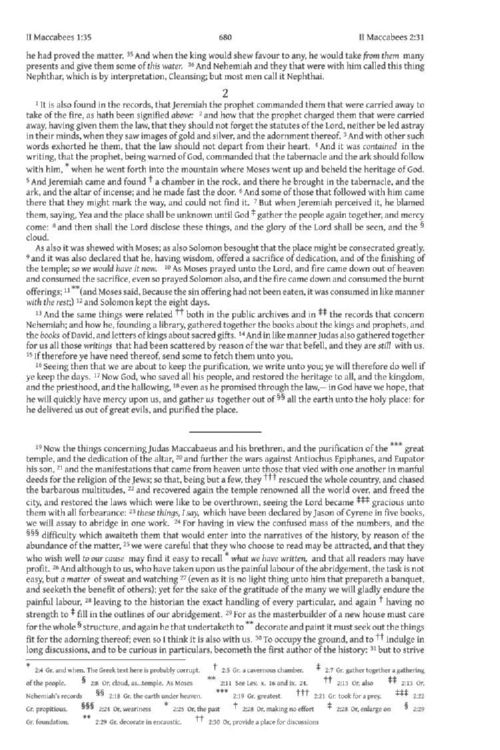 II Maccabees 1:35 680 II Maccabees 2:31
he had proved the matter. 35 And when the king would shew favour to any, he would take from them many
presents and give them some of this water. 36 And Nehemiah and they that were with him called this thing
Nephthar, which is by interpretation, Cleansing; but most men call it Nephthai.
2
1 It is also found in the records, that Jeremiah the prophet commanded them that were carried away to
take of the fire, as hath been signified above: 2 and how that the prophet charged them that were carried
away, having given them the law, that they should not forget the statutes of the Lord, neither be led astray
in their minds, when they saw images of gold and silver, and the adornment thereof. 3 And with other such
words exhorted he them, that the law should not depart from their heart. 4 And it was contained in the
writing, that the prophet, being warned of God, commanded that the tabernacle and the ark should follow
with him, * when he went forth into the mountain where Moses went up and beheld the heritage of God.
5 And Jeremiah came and found † a chamber in the rock, and there he brought in the tabernacle, and the
ark, and the altar of incense; and he made fast the door. 6 And some of those that followed with him came
there that they might mark the way, and could not find it. 7 But when Jeremiah perceived it, he blamed
them, saying, Yea and the place shall be unknown until God ‡ gather the people again together, and mercy
come: 8 and then shall the Lord disclose these things, and the glory of the Lord shall be seen, and the §
cloud.
As also it was shewed with Moses; as also Solomon besought that the place might be consecrated greatly,
9 and it was also declared that he, having wisdom, offered a sacrifice of dedication, and of the finishing of
the temple; so we would have it now. 10 As Moses prayed unto the Lord, and fire came down out of heaven
and consumed the sacrifice, even so prayed Solomon also, and the fire came down and consumed the burnt
offerings; 11 ** (and Moses said, Because the sin offering had not been eaten, it was consumed in like manner
with the rest;) 12 and Solomon kept the eight days.
13 And the same things were related †† both in the public archives and in ‡‡ the records that concern
Nehemiah; and how he, founding a library, gathered together the books about the kings and prophets, and
the books of David, and letters of kings about sacred gifts. 14 And in like manner Judas also gathered together
for us all those writings that had been scattered by reason of the war that befell, and they are still with us.
15 If therefore ye have need thereof, send some to fetch them unto you.
16 Seeing then that we are about to keep the purification, we write unto you; ye will therefore do well if
ye keep the days. 17 Now God, who saved all his people, and restored the heritage to all, and the kingdom,
and the priesthood, and the hallowing, 18 even as he promised through the law,— in God have we hope, that
he will quickly have mercy upon us, and gather us together out of §§ all the earth unto the holy place: for
he delivered us out of great evils, and purified the place.
19 Now the things concerning Judas Maccabaeus and his brethren, and the purification of the *** great
temple, and the dedication of the altar, 20 and further the wars against Antiochus Epiphanes, and Eupator
his son, 21 and the manifestations that came from heaven unto those that vied with one another in manful
deeds for the religion of the Jews; so that, being but a few, they ††† rescued the whole country, and chased
the barbarous multitudes, 22 and recovered again the temple renowned all the world over, and freed the
city, and restored the laws which were like to be overthrown, seeing the Lord became ‡‡‡ gracious unto
them with all forbearance: 23 these things, I say, which have been declared by Jason of Cyrene in five books,
we will assay to abridge in one work. 24 For having in view the confused mass of the numbers, and the
§§§ difficulty which awaiteth them that would enter into the narratives of the history, by reason of the
abundance of the matter, 25 we were careful that they who choose to read may be attracted, and that they
who wish well to our cause may find it easy to recall * what we have written, and that all readers may have
profit. 26 And although to us, who have taken upon us the painful labour of the abridgement, the task is not
easy, but a matter of sweat and watching 27 (even as it is no light thing unto him that prepareth a banquet,
and seeketh the benefit of others); yet for the sake of the gratitude of the many we will gladly endure the
painful labour, 28 leaving to the historian the exact handling of every particular, and again † having no
strength to ‡ fill in the outlines of our abridgement. 29 For as the masterbuilder of a new house must care
for the whole § structure, and again he that undertaketh to ** decorate and paint it must seek out the things
fit for the adorning thereof; even so I think it is also with us. 30 To occupy the ground, and to †† indulge in
long discussions, and to be curious in particulars, becometh the first author of the history: 31 but to strive
* 2:4 Gr. and when. The Greek text here is probably corrupt. † 2:5 Gr. a cavernous chamber. ‡ 2:7 Gr. gather together a gathering
of the people. § 2:8 Or, cloud, as..temple. As Moses ** 2:11 See Lev. x. 16 and ix. 24. †† 2:13 Or, also ‡‡ 2:13 Or,
Nehemiah's records §§ 2:18 Gr. the earth under heaven. *** 2:19 Gr. greatest. ††† 2:21 Gr. took for a prey. ‡‡‡ 2:22
Gr. propitious. §§§ 2:24 Or, weariness * 2:25 Or, the past † 2:28 Or, making no effort ‡ 2:28 Or, enlarge on § 2:29
Gr. foundation. ** 2:29 Gr. decorate in encaustic. †† 2:30 Or, provide a place for discussions